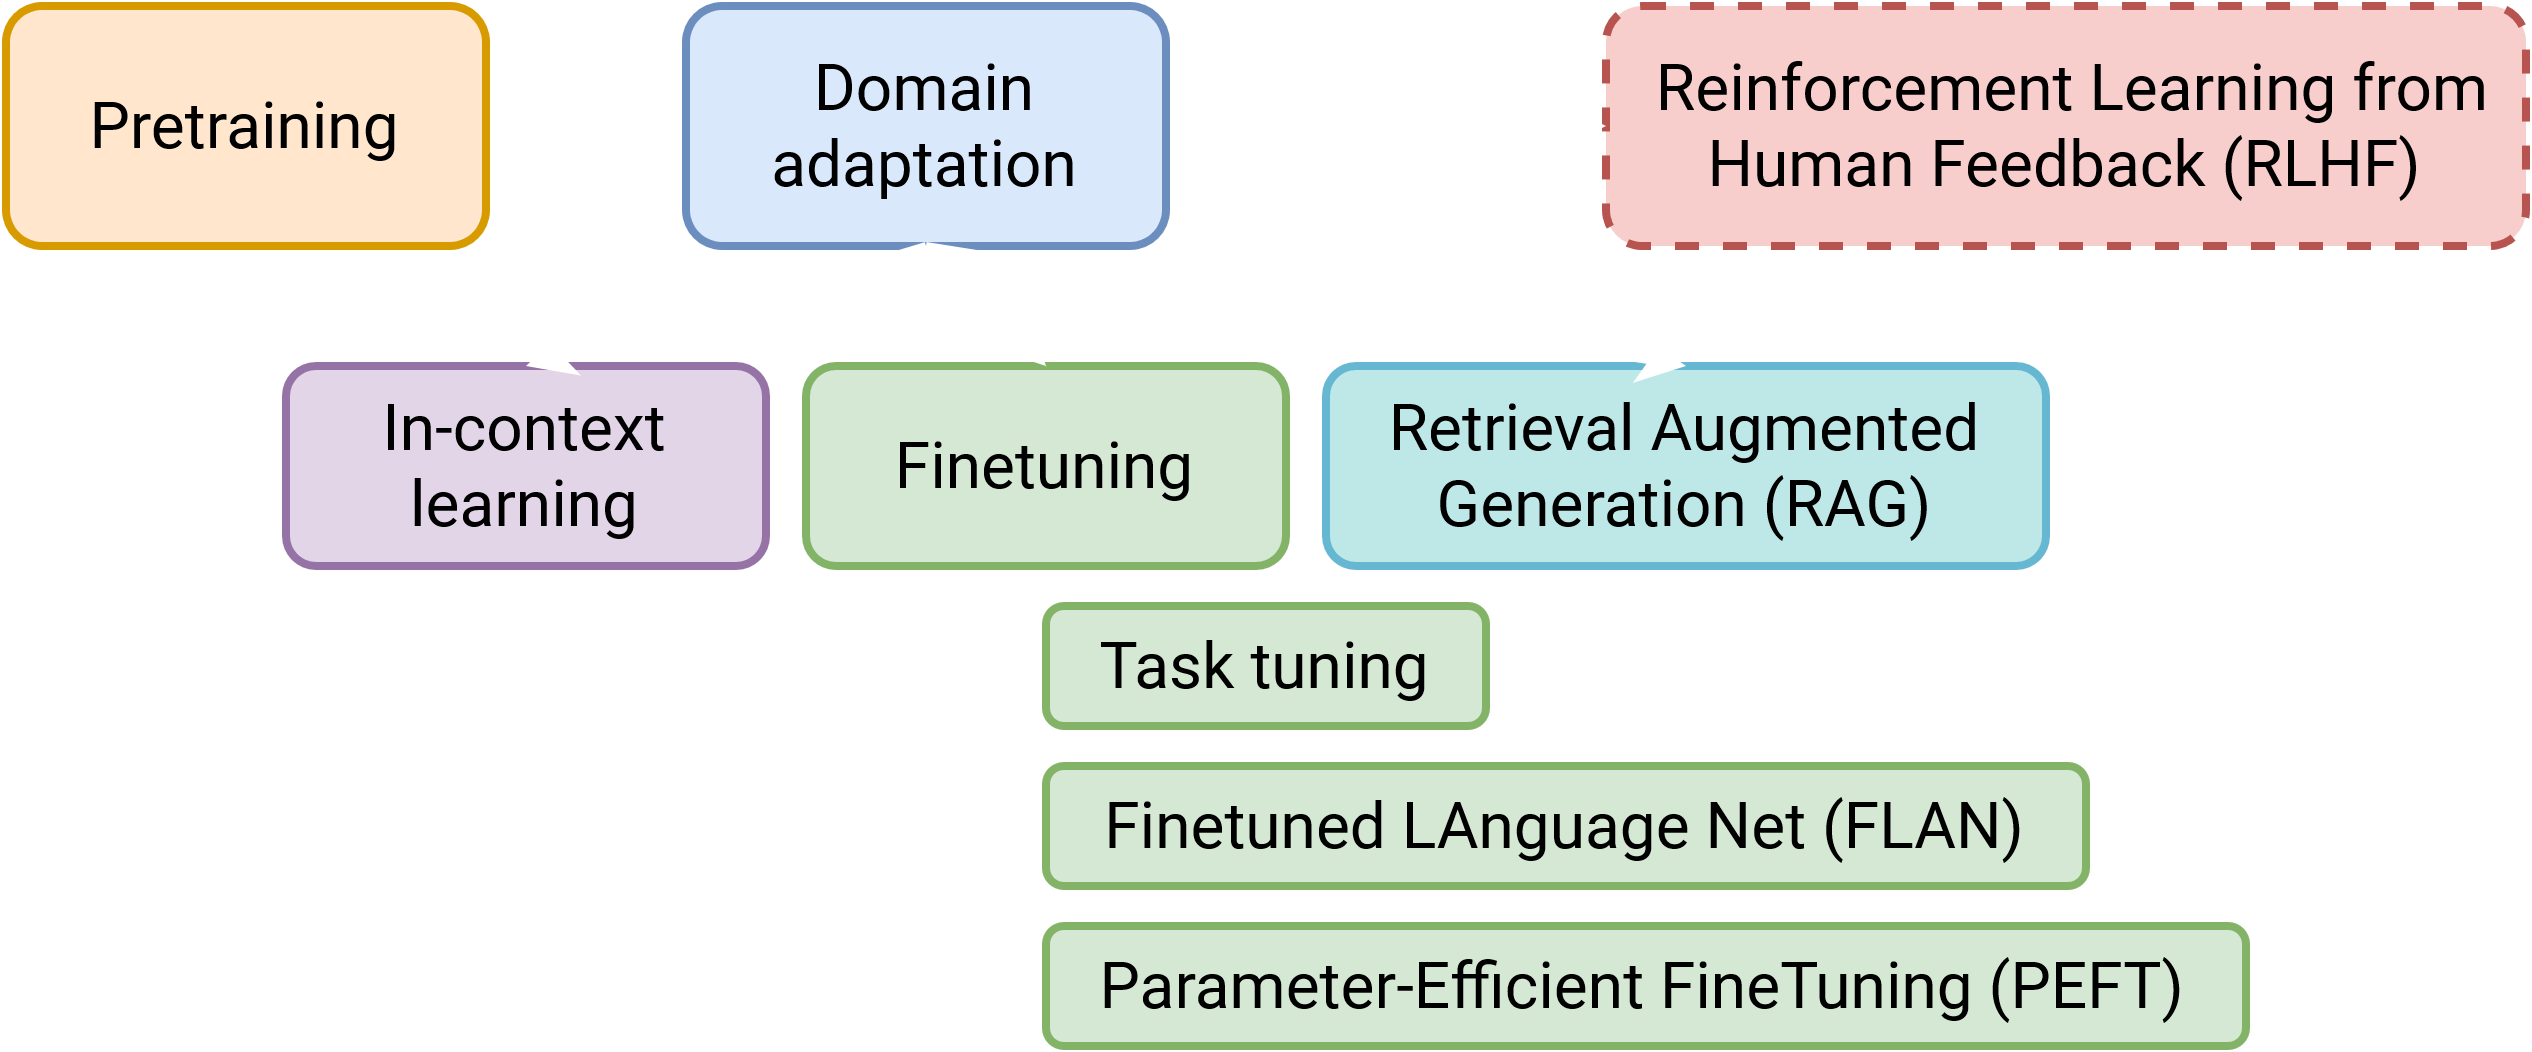 Pretraining
Domain
adaptation
Reinforcement Learning from
Human Feedback (RLHF)
In-context
learning
Finetuning
Retrieval Augmented
Generation (RAG)
Task tuning
Finetuned LAnguage Net (FLAN)
Parameter-Efficient FineTuning (PEFT)